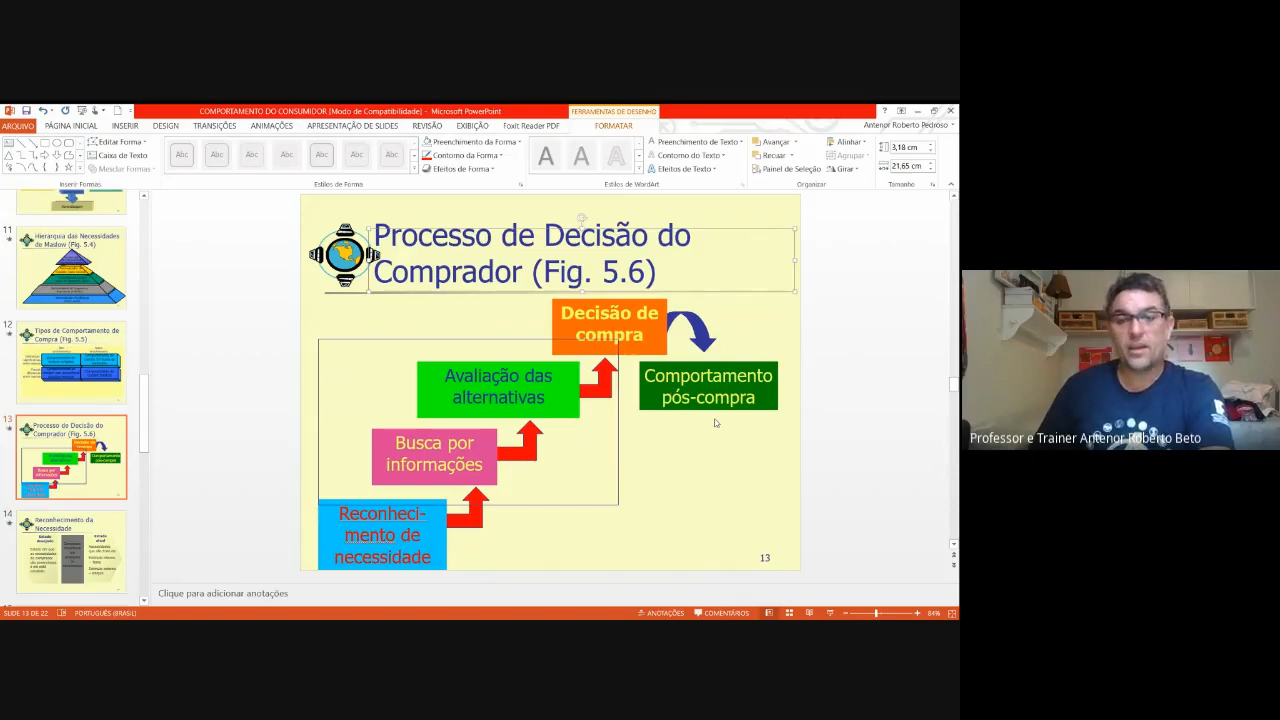 COMPORTAMENTO DO CONSUMIDOR [Modo de Compatibilidade] - Microsoft PowerPoint
FERRAMENTAS DE DESENHO
ARQUIVO
PÁGINA INICIAL
INSERIR
DESIGN
TRANSIÇÕES
ANIMAÇÕES
APRESENTAÇÃO DE SLIDES
REVISÃO
EXIBIÇÃO
Foxit Reader PDF
FORMATAR
Antenor Roberto Pedroso
Editar Forma
Caixa de Texto
Mesclar Formas
Inserir Formas
Abc Abc Abc Abc Abc Abc Abc
Preenchimento da Forma
Contorno da Forma
Efeitos de Forma
Estilos de Forma
A A A
Preenchimento de Texto
Contorno do Texto
Efeitos de Texto
Estilos de WordArt
Avançar
Recuar
Painel de Seleção
Alinhar
Agrupar
Girar
Organizar
3,18 cm
21,65 cm
Tamanho
11
Hierarquia das Necessidades
de Maslow (Fig. 5.4)
12
Tipos de Comportamento de
Compra (Fig. 5.5)
13
Processo de Decisão do
Comprador (Fig. 5.6)
14
Reconhecimento da
Necessidade
Processo de Decisão do
Comprador (Fig. 5.6)
Decisão de
compra
Avaliação das
alternativas
Comportamento
pós-compra
Busca por
informações
Reconheci-
mento de
necessidade
13
Professor e Trainer Antenor Roberto Beto
Clique para adicionar anotações
SLIDE 13 DE 22
PORTUGUÊS (BRASIL)
ANOTAÇÕES
COMENTÁRIOS
84%